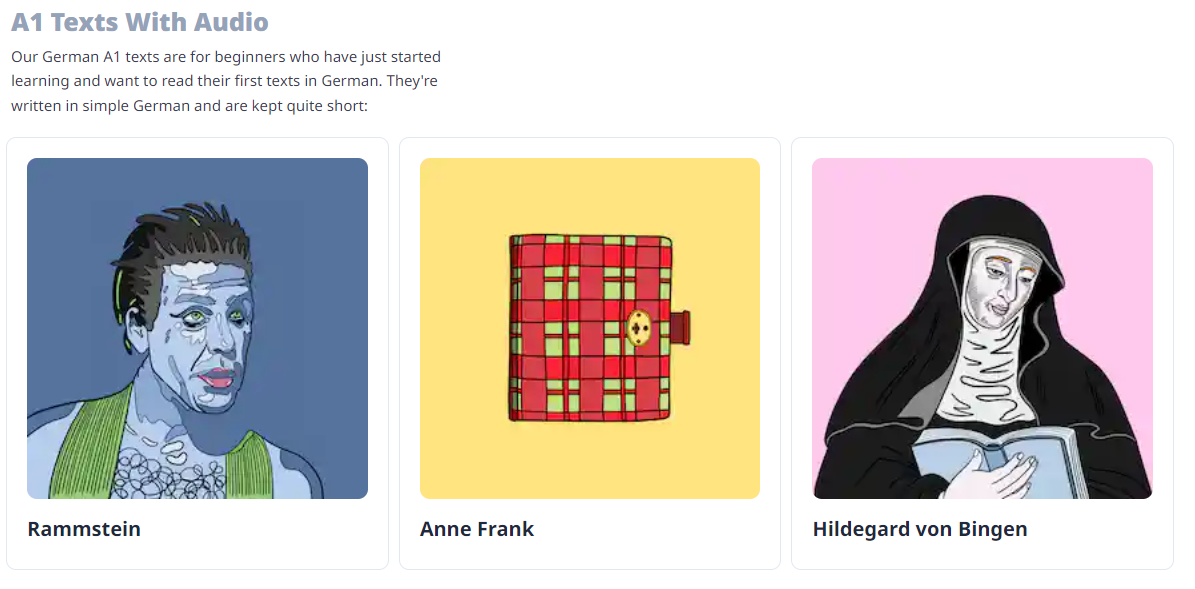 A1 Texts With Audio
Our German A1 texts are for beginners who have just started
learning and want to read their first texts in German. They're
written in simple German and are kept quite short:
Rammstein
Anne Frank
Hildegard von Bingen